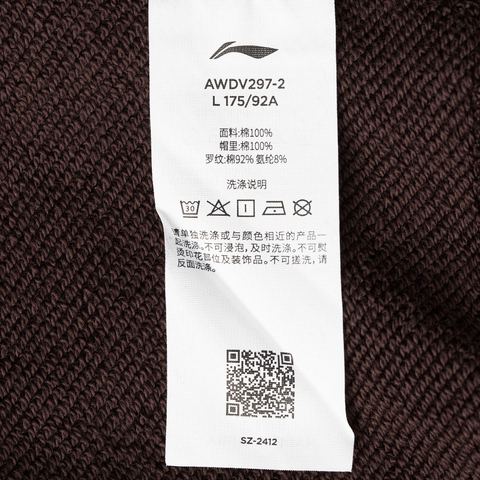 AWDV297-2
L 175/92A
面料:棉100%
帽里:棉100%
罗纹:棉92% 氨纶8%
洗涤说明
30
请单独洗涤或与颜色相近的产品一
起洗涤。不可浸泡,及时洗涤。不可熨
烫印花部位及装饰品。不可搓洗,请
反面洗涤。
SZ-2412